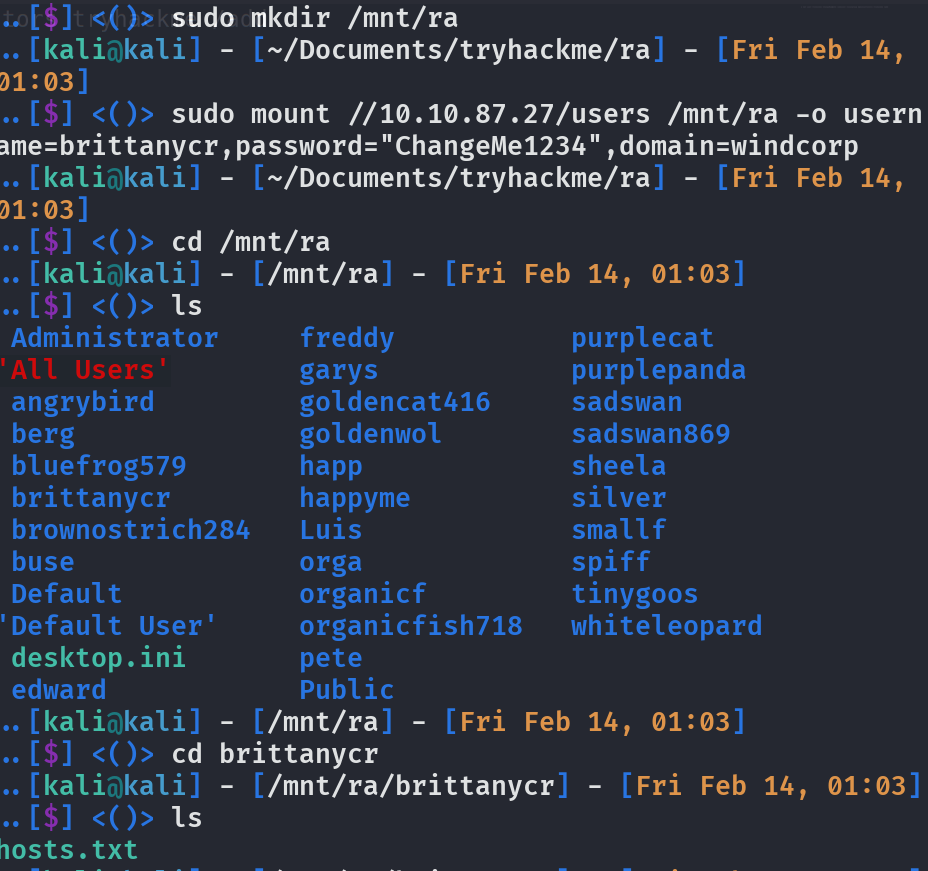 ..[$] <()> sudo mkdir /mnt/ra
..[kali@kali] - [~/Documents/tryhackme/ra] - [Fri Feb 14,
01:03]
..[$] <()> sudo mount //10.10.87.27/users /mnt/ra -o usern
ame=brittanycr,password="ChangeMe1234",domain=windcorp
..[kali@kali] - [~/Documents/tryhackme/ra] - [Fri Feb 14,
01:03]
..[$] <()> cd /mnt/ra
..[kali@kali] - [/mnt/ra] - [Fri Feb 14, 01:03]
..[$] <()> ls
Administrator freddy purplecat
'All Users' garys purplepanda
angrybird goldencat416 sadswan
berg goldenwol sadswan869
bluefrog579 happ sheela
brittanycr happyme silver
brownostrich284 Luis smallf
buse orga spiff
Default organicf tinygoos
'Default User' organicfish718 whiteleopard
desktop.ini pete
edward Public
..[kali@kali] - [/mnt/ra] - [Fri Feb 14, 01:03]
..[$] <()> cd brittanycr
..[kali@kali] - [/mnt/ra/brittanycr] - [Fri Feb 14, 01:03]
..[$] <()> ls
hosts.txt